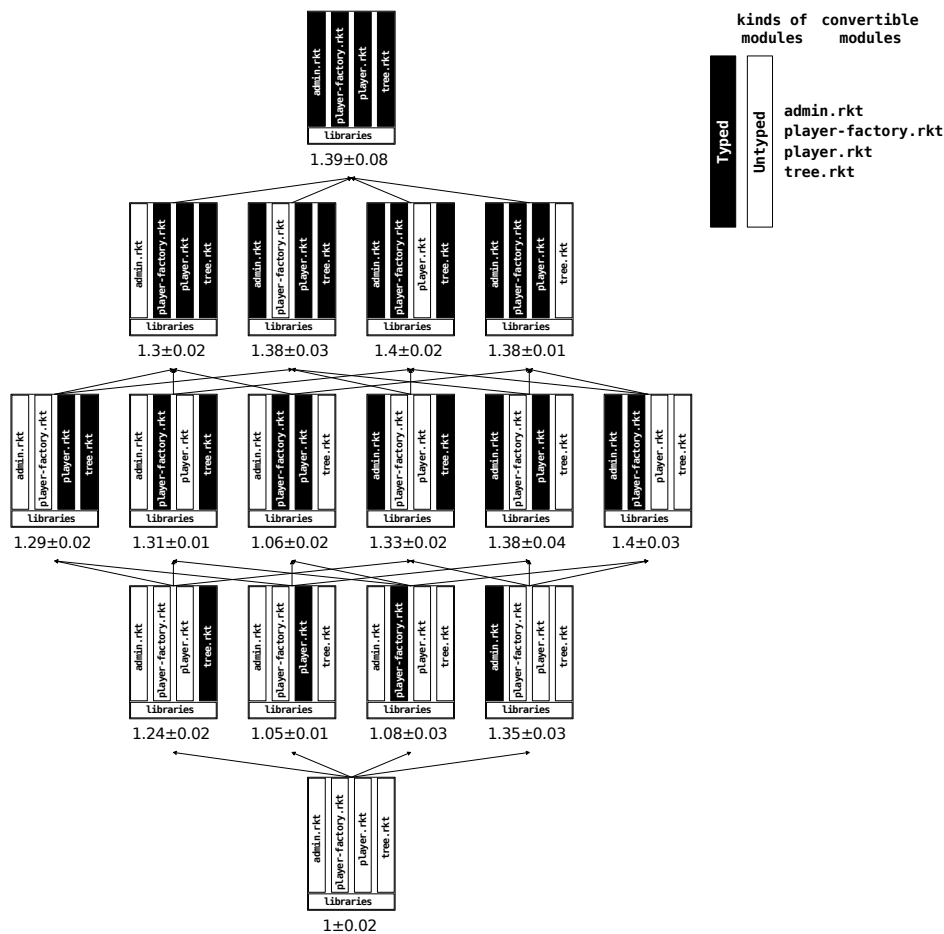 kinds of convertible
modules modules
Typed
Untyped
admin.rkt
player-factory.rkt
player.rkt
tree.rkt
admin.rkt player-factory.rkt player.rkt tree.rkt
libraries
1.39±0.08
admin.rkt player-factory.rkt player.rkt tree.rkt admin.rkt player-factory.rkt player.rkt tree.rkt admin.rkt player-factory.rkt player.rkt tree.rkt admin.rkt player-factory.rkt player.rkt tree.rkt
libraries libraries libraries libraries
1.3±0.02 1.38±0.03 1.4±0.02 1.38±0.01
admin.rkt player-factory.rkt player.rkt tree.rkt admin.rkt player-factory.rkt player.rkt tree.rkt admin.rkt player-factory.rkt player.rkt tree.rkt admin.rkt player-factory.rkt player.rkt tree.rkt admin.rkt player-factory.rkt player.rkt tree.rkt admin.rkt player-factory.rkt player.rkt tree.rkt
libraries libraries libraries libraries libraries libraries
1.29±0.02 1.31±0.01 1.06±0.02 1.33±0.02 1.38±0.04 1.4±0.03
admin.rkt player-factory.rkt player.rkt tree.rkt admin.rkt player-factory.rkt player.rkt tree.rkt admin.rkt player-factory.rkt player.rkt tree.rkt admin.rkt player-factory.rkt player.rkt tree.rkt
libraries libraries libraries libraries
1.24±0.02 1.05±0.01 1.08±0.03 1.35±0.03
admin.rkt player-factory.rkt player.rkt tree.rkt
libraries
1±0.02